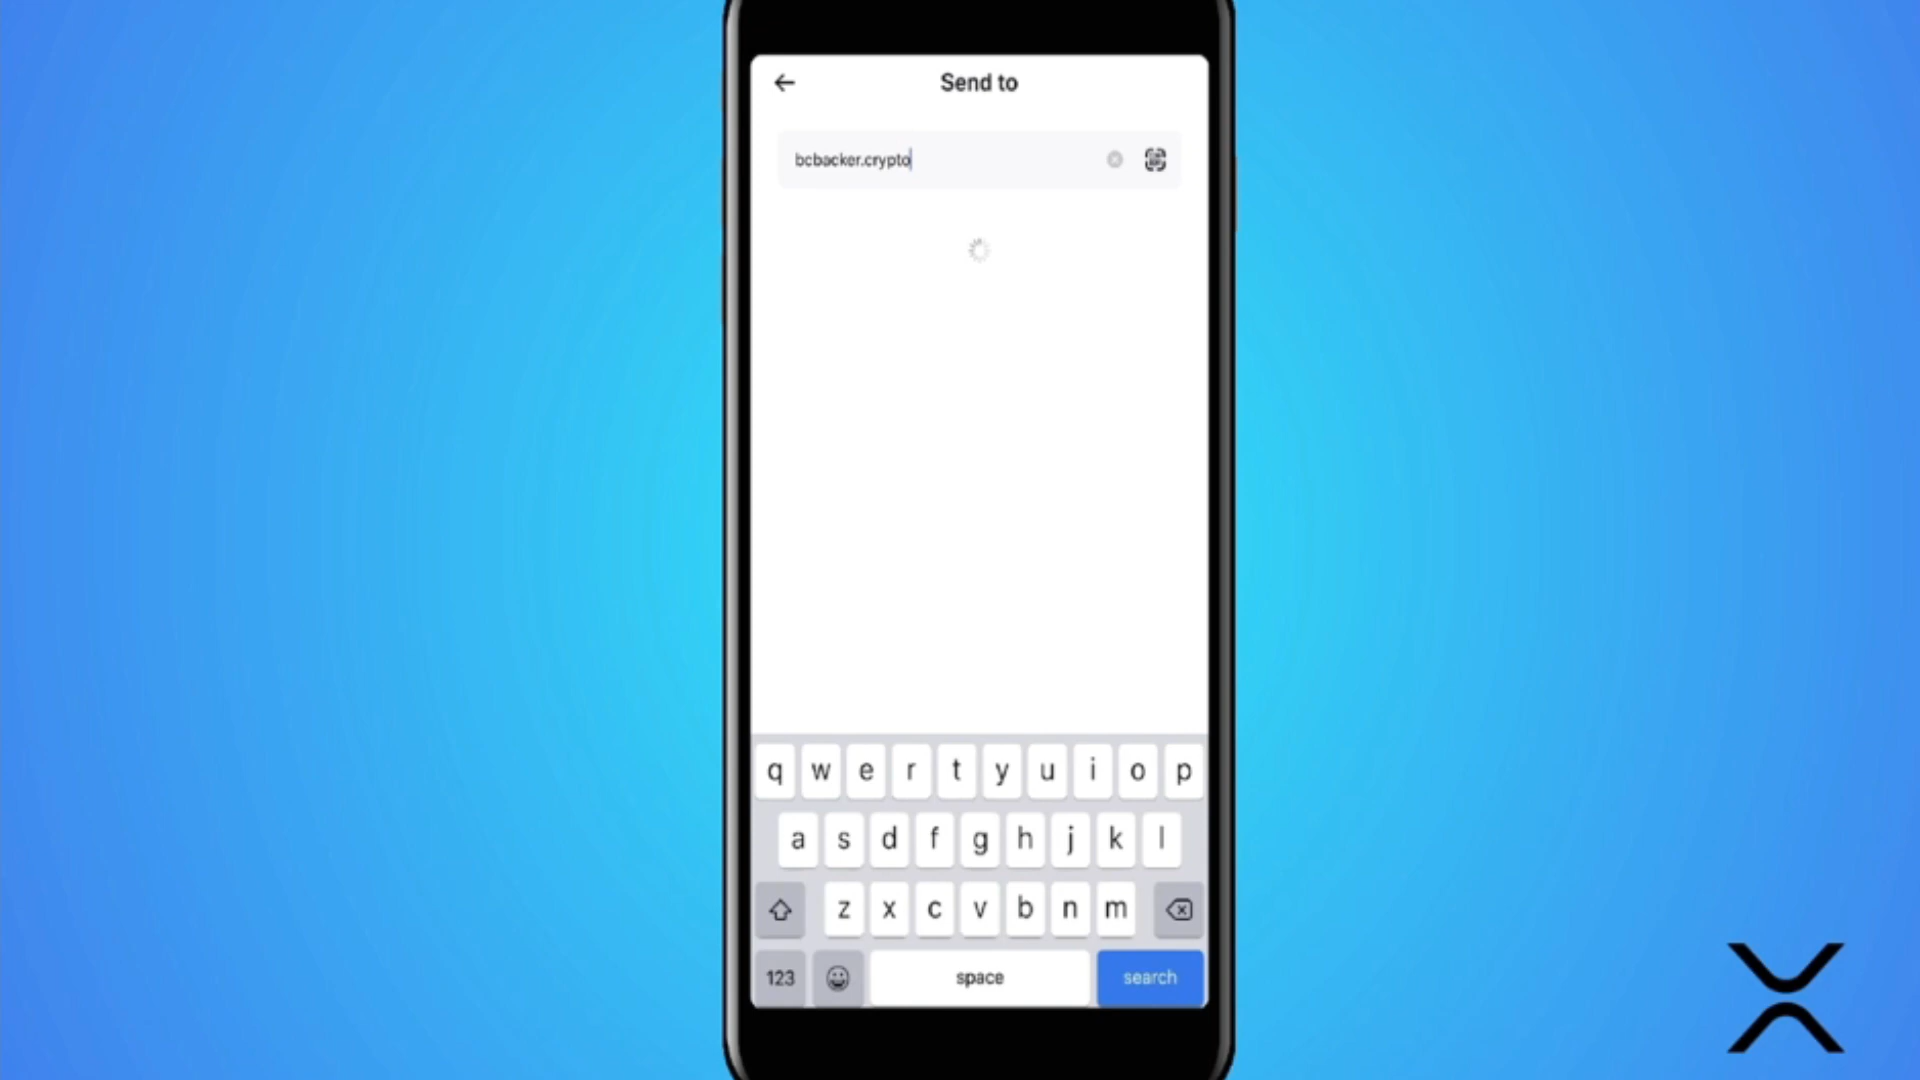 Send to
bcbacker.crypto
q w e r t y u i o p
a s d f g h j k l
z x c v b n m
123 space search